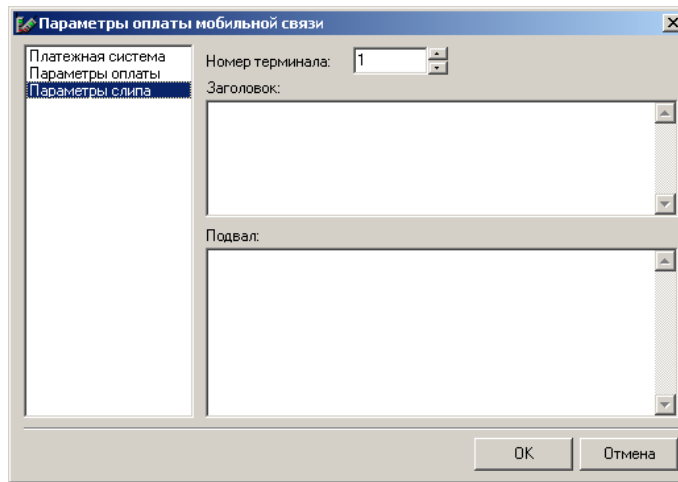 Параметры оплаты мобильной связи
Платежная система
Параметры оплаты
Параметры слипа
Номер терминала: 1
Заголовок:
Подвал:
OK Отмена